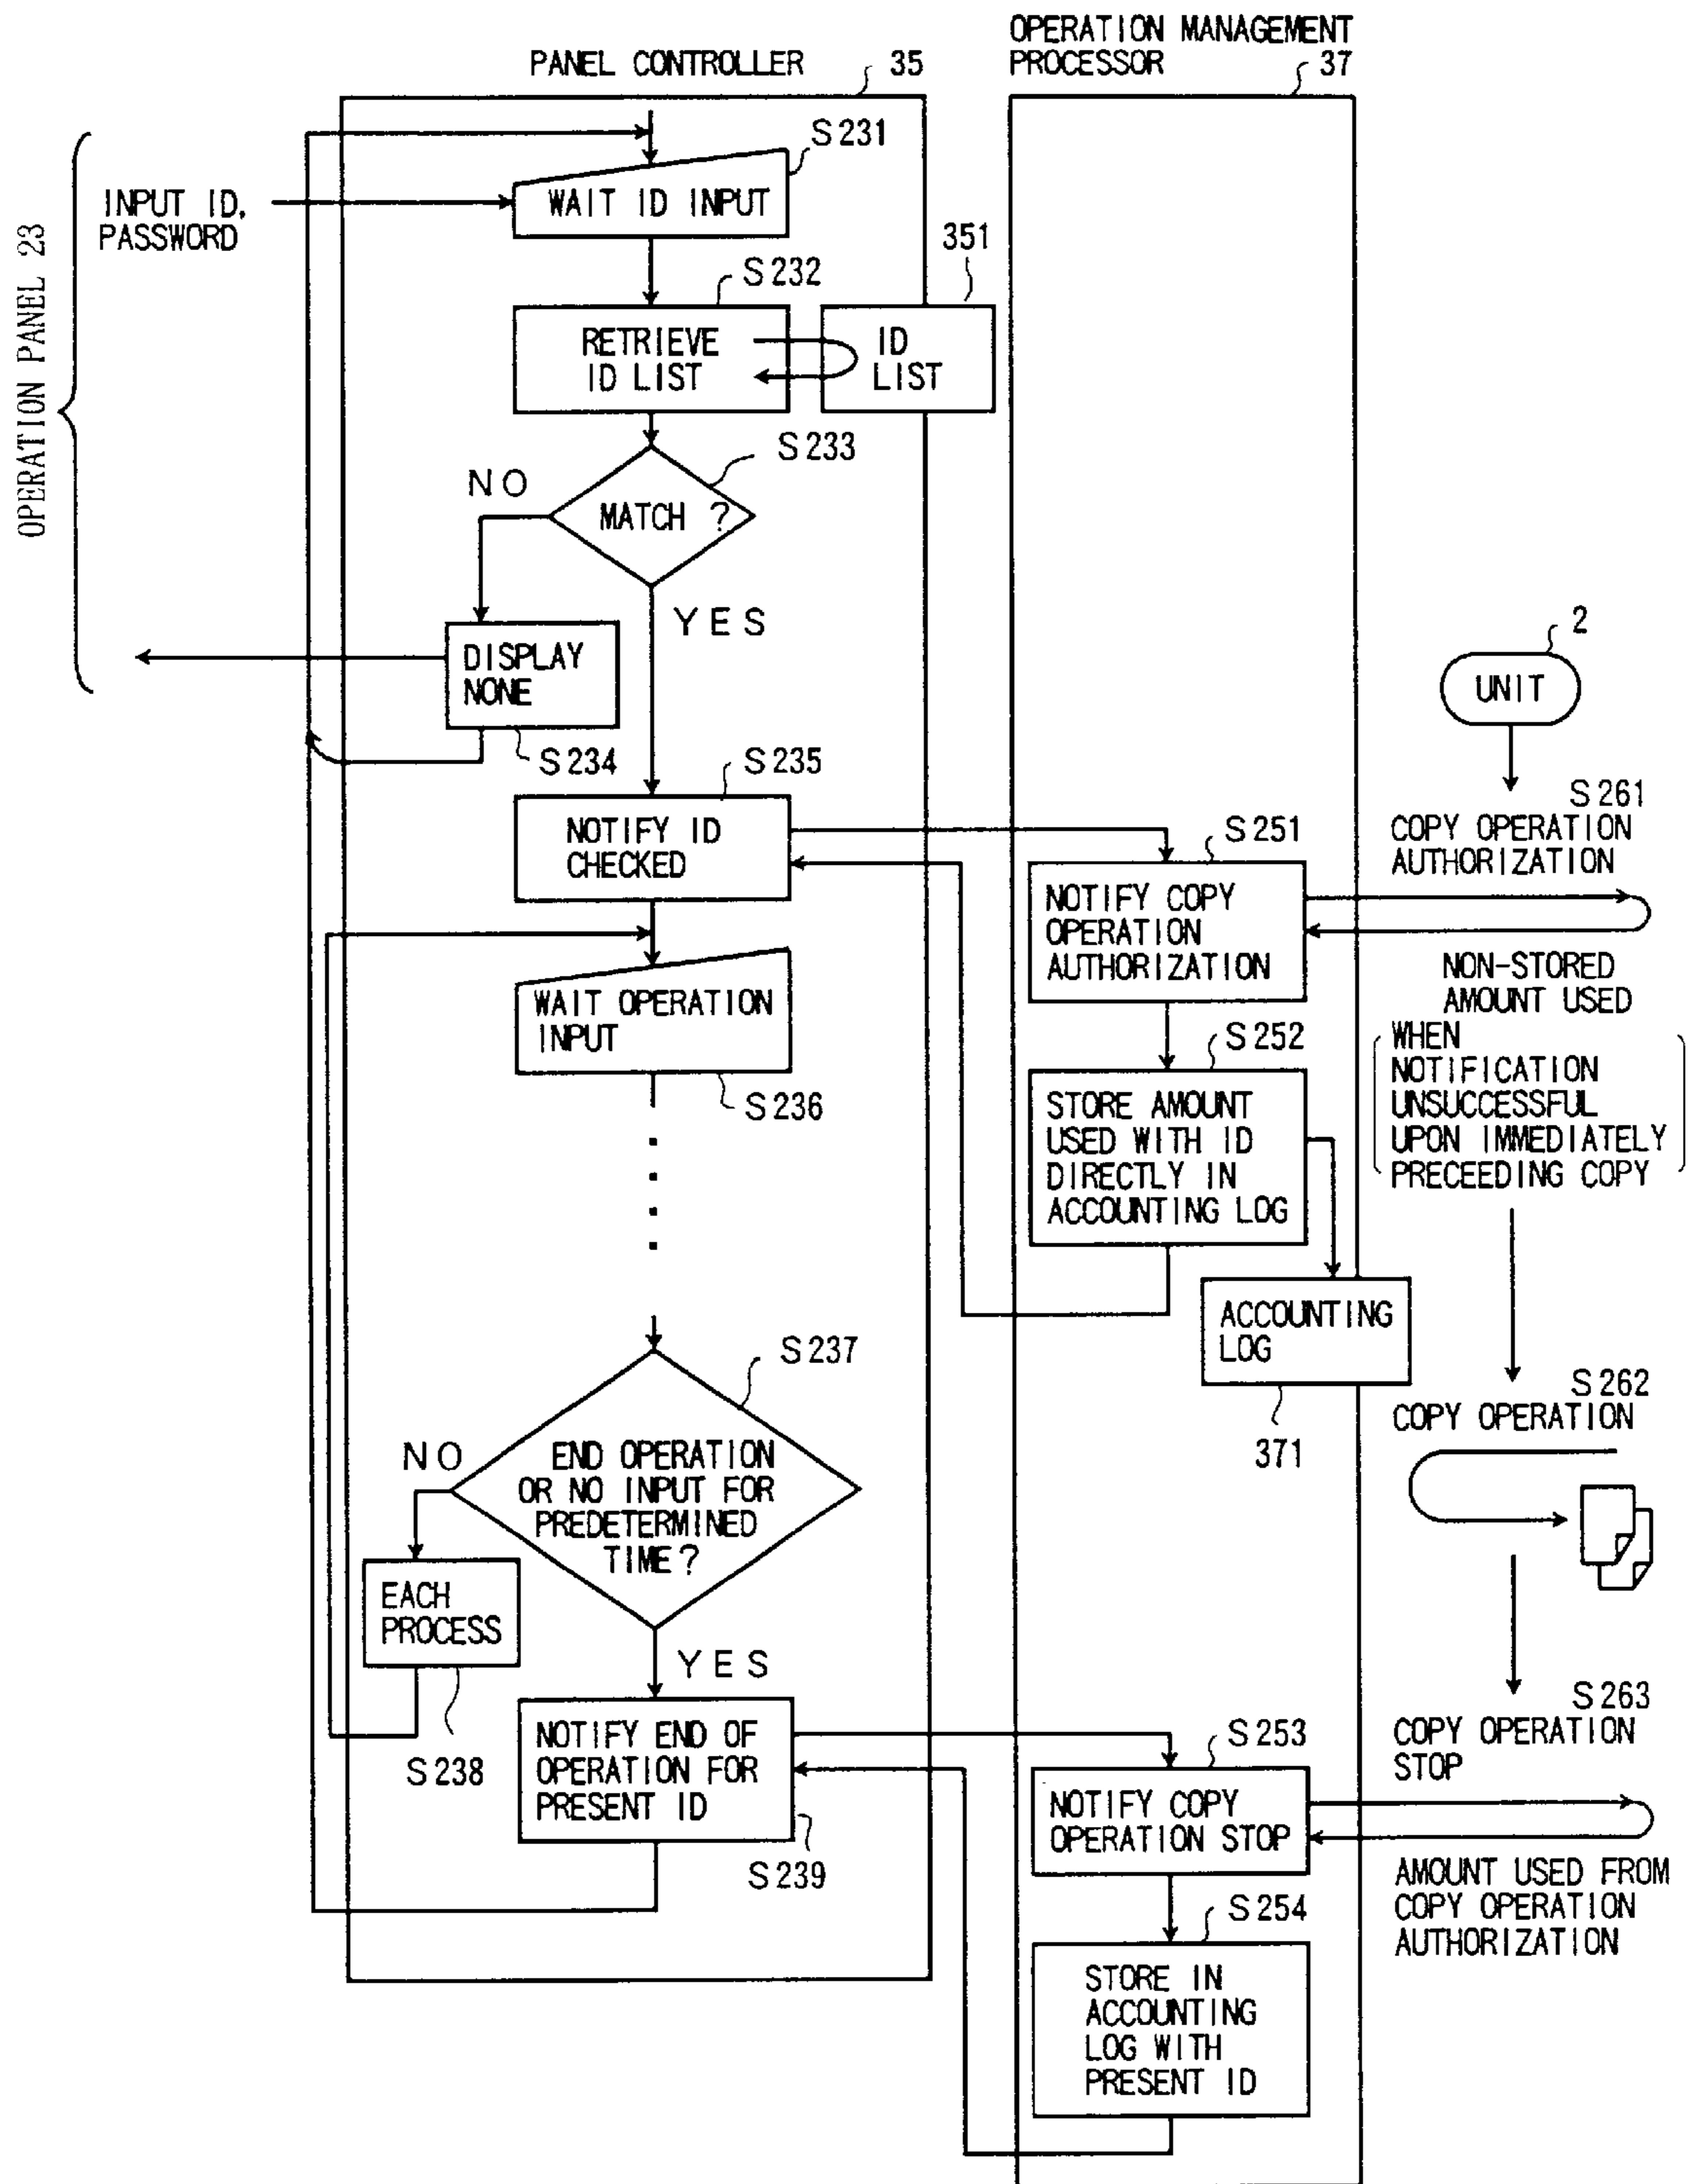 OPERATION MANAGEMENT
PROCESSOR
37
PANEL CONTROLLER
35
OPERATION PANEL 23
INPUT ID,
PASSWORD
S231
WAIT ID INPUT
S232
RETRIEVE
ID LIST
351
ID
LIST
S233
MATCH ?
NO
YES
DISPLAY
NONE
S234
S235
NOTIFY ID
CHECKED
WAIT OPERATION
INPUT
S236
S237
END OPERATION
OR NO INPUT FOR
PREDETERMINED
TIME?
NO
EACH
PROCESS
S238
YES
NOTIFY END OF
OPERATION FOR
PRESENT ID
S239
S251
NOTIFY COPY
OPERATION
AUTHORIZATION
S252
STORE AMOUNT
USED WITH ID
DIRECTLY IN
ACCOUNTING LOG
ACCOUNTING
LOG
371
S253
NOTIFY COPY
OPERATION STOP
S254
STORE IN
ACCOUNTING
LOG WITH
PRESENT ID
2
UNIT
S261
COPY OPERATION
AUTHORIZATION
NON-STORED
AMOUNT USED
WHEN
NOTIFICATION
UNSUCCESSFUL
UPON IMMEDIATELY
PRECEEDING COPY
S262
COPY OPERATION
S263
COPY OPERATION
STOP
AMOUNT USED FROM
COPY OPERATION
AUTHORIZATION